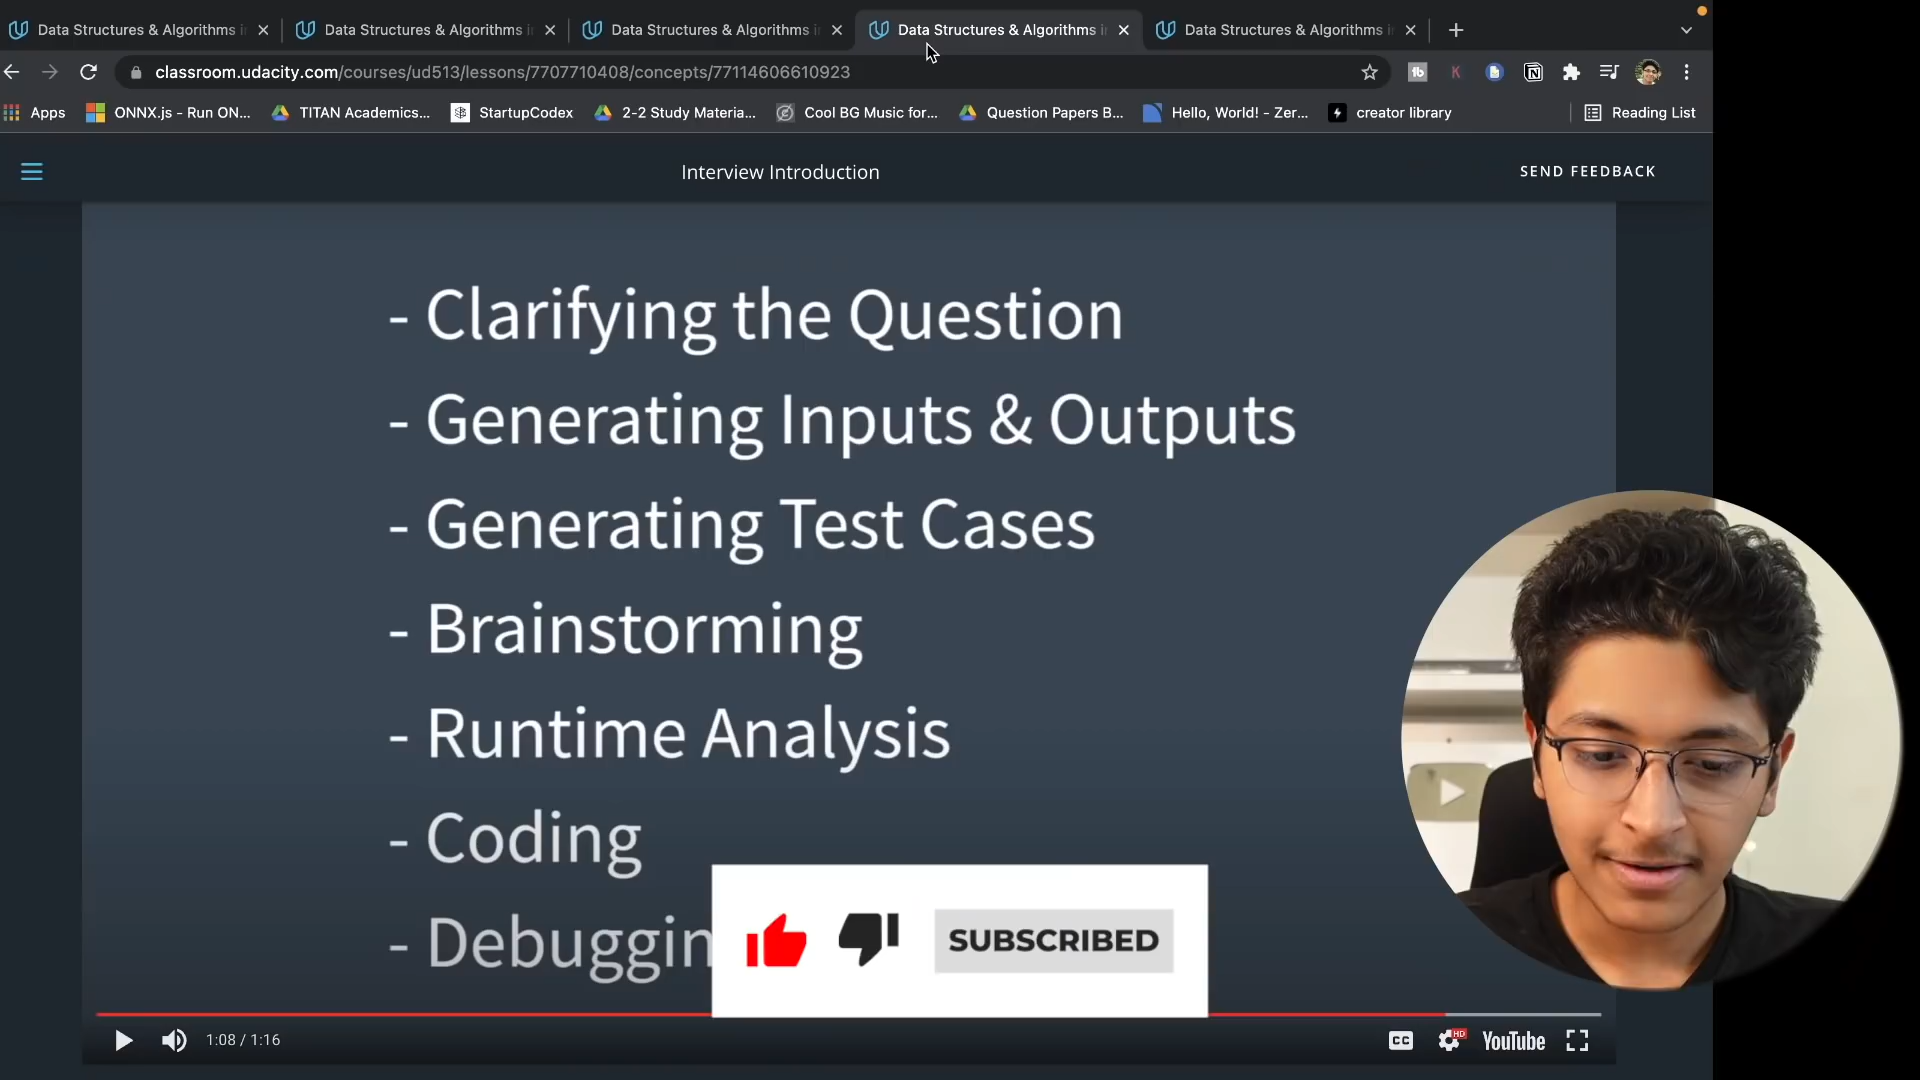 Data Structures & Algorithms i
Data Structures & Algorithms i
Data Structures & Algorithms i
Data Structures & Algorithms i
Data Structures & Algorithms i
classroom.udacity.com/courses/ud513/lessons/7707710408/concepts/77114606610923
Apps
ONNX.js - Run ON...
TITAN Academics...
StartupCodex
2-2 Study Materia...
Cool BG Music for...
Question Papers B...
Hello, World! - Zer...
creator library
Reading List
Interview Introduction
SEND FEEDBACK
- Clarifying the Question
- Generating Inputs & Outputs
- Generating Test Cases
- Brainstorming
- Runtime Analysis
- Coding
- Debuggin
SUBSCRIBED
1:08 / 1:16
CC
HD
YouTube